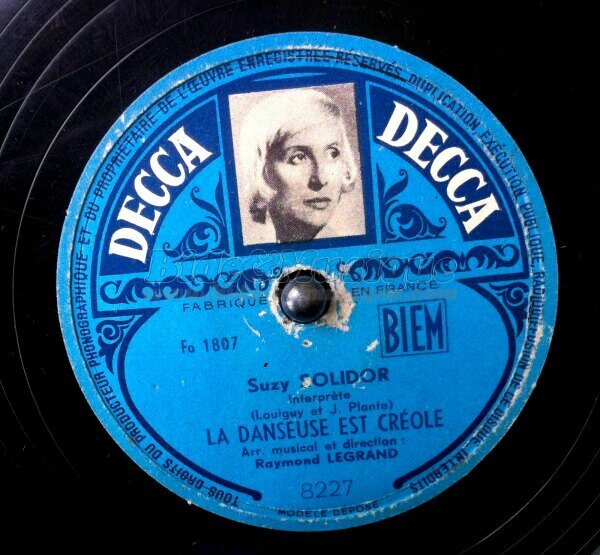 TOUS DROITS DU PRODUCTEUR PHONOGRAPHIQUE ET DU PROPRIÉTAIRE DE L'ŒUVRE ENREGISTRÉE RÉSERVÉS. DUPLICATION EXÉCUTION PUBLIQUE RADIODIFFUSION DE CE DISQUE INTERDITS
DECCA
DECCA
FABRIQUÉ EN FRANCE
Fo 1807
BIEM
Suzy SOLIDOR
interprète
(Loulguy et J. Plante)
LA DANSEUSE EST CRÉOLE
Arr. musical et direction :
Raymond LEGRAND
8227
MODÈLE DÉPOSÉ